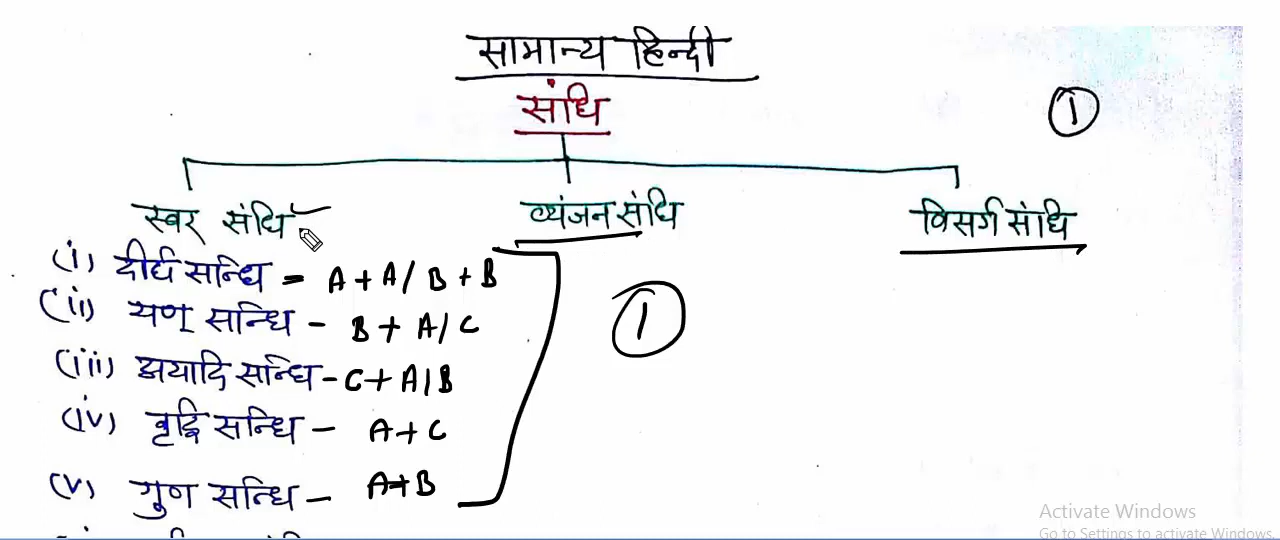 सामान्य हिन्दी
संधि
①
स्वर संधि
व्यंजन संधि
विसर्ग संधि
(i) दीर्घ सन्धि = A + A / B + B
(ii) यण् सन्धि - B + A / C
(iii) अयादि सन्धि - C + A / B
(iv) वृद्धि सन्धि - A + C
(v) गुण सन्धि - A + B
①
Activate Windows
Go to Settings to activate Windows.